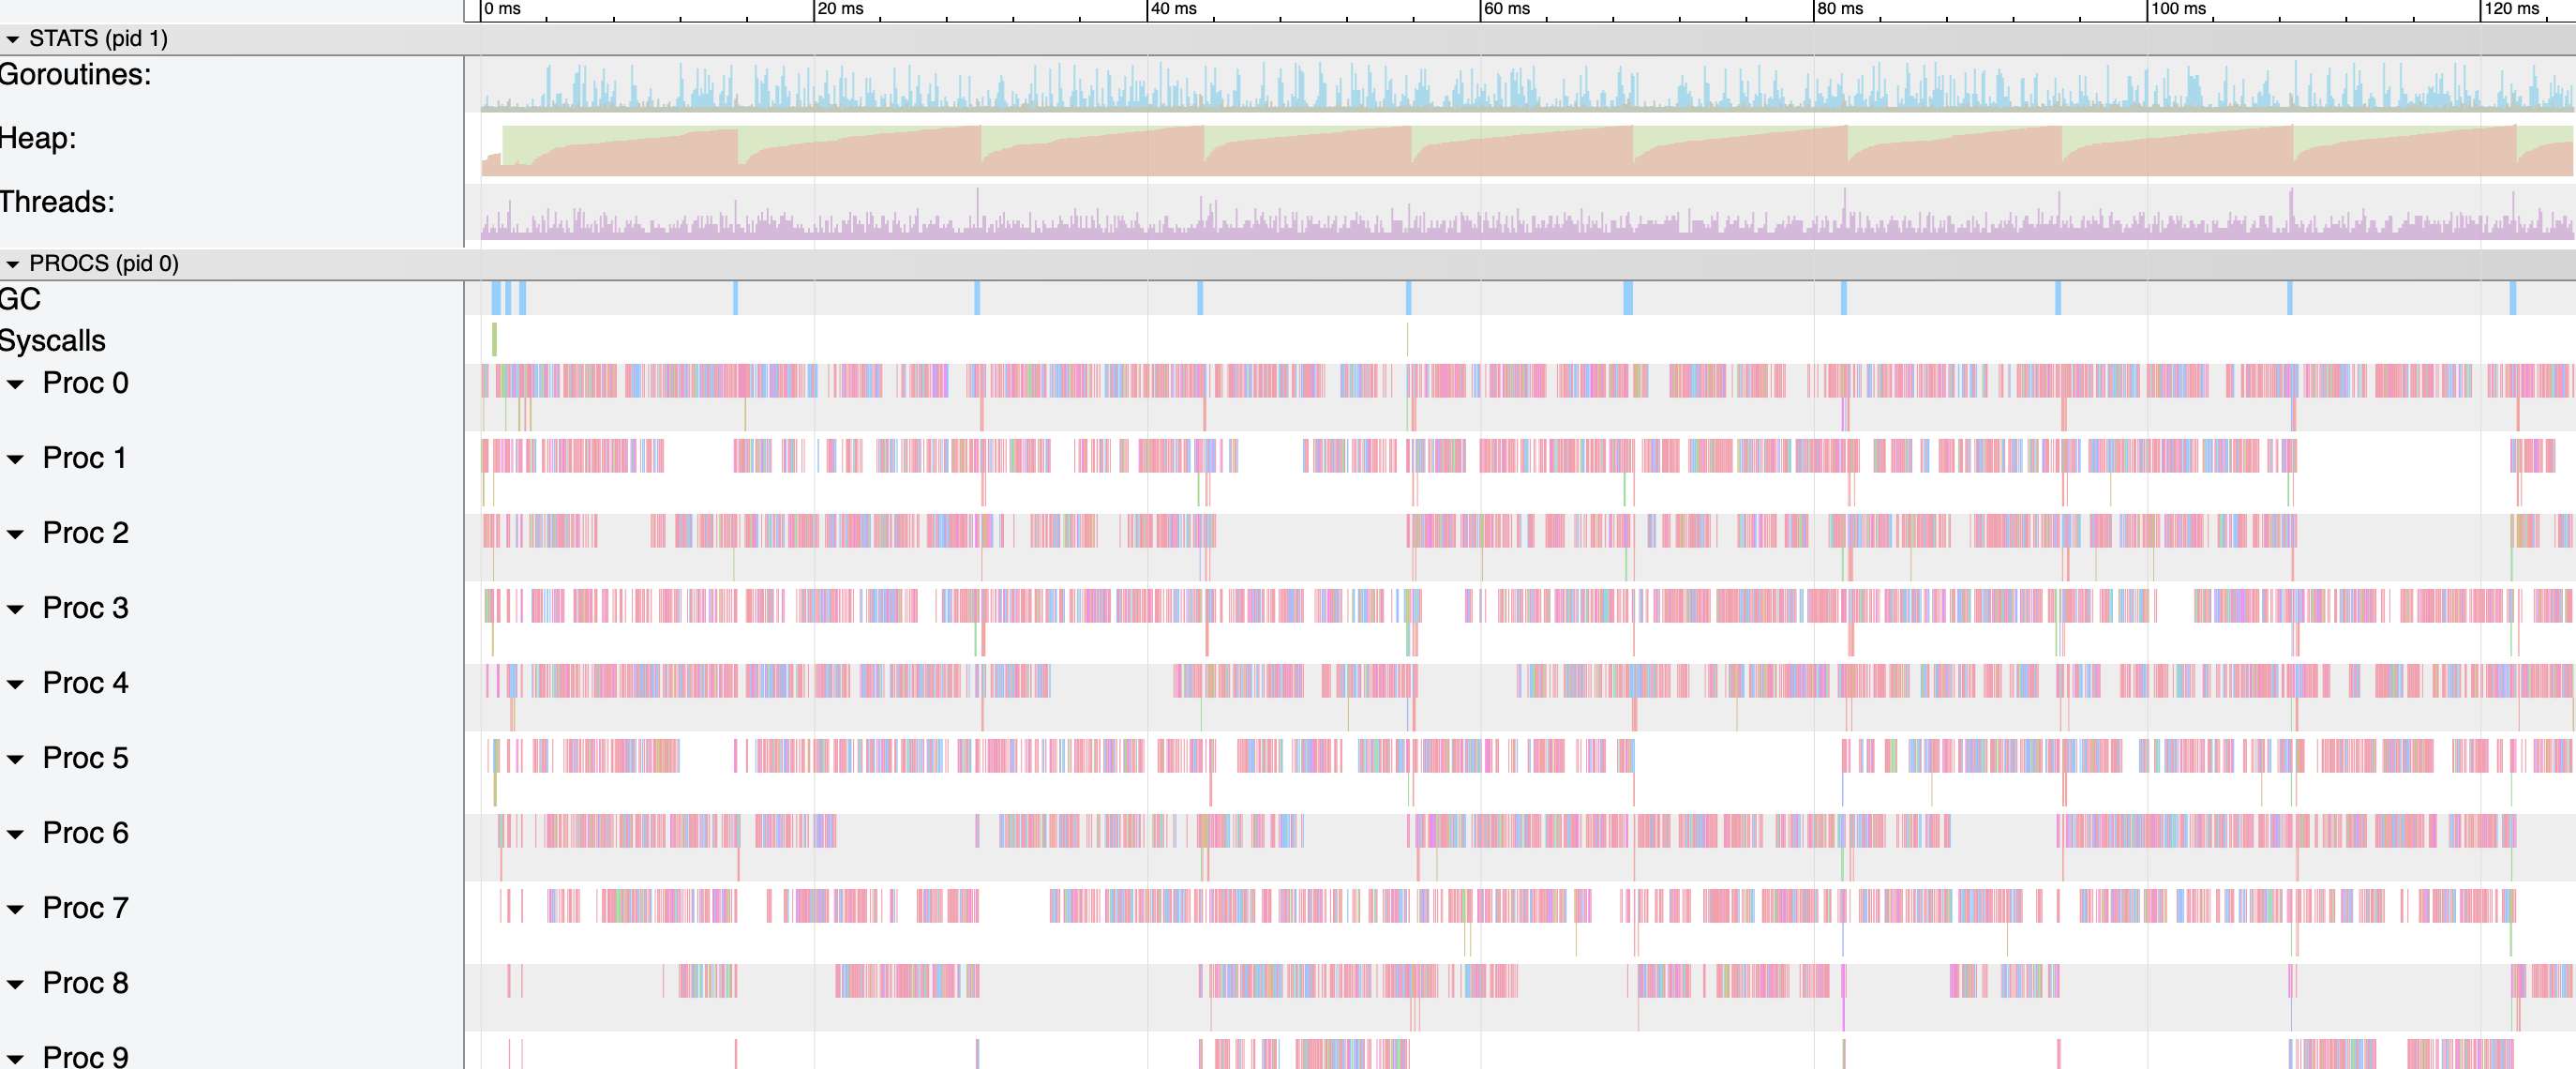 0 ms 20 ms 40 ms 60 ms 80 ms 100 ms 120 ms
STATS (pid 1)
Goroutines:
Heap:
Threads:
PROCS (pid 0)
GC
Syscalls
Proc 0
Proc 1
Proc 2
Proc 3
Proc 4
Proc 5
Proc 6
Proc 7
Proc 8
Proc 9